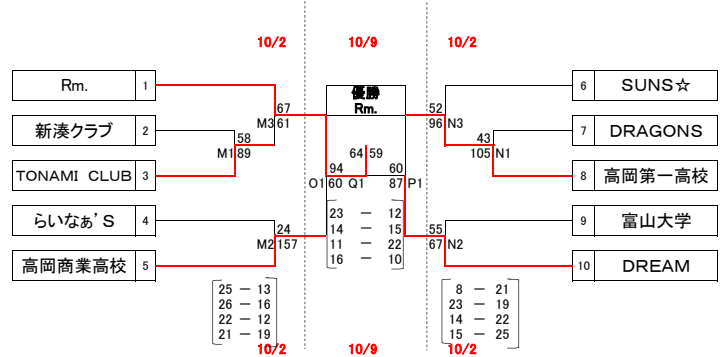 10/2 10/9 10/2
優勝
Rm.
Rm. 1
新湊クラブ 2
TONAMI CLUB 3
らいなぁ’S 4
高岡商業高校 5
6 SUNS☆
7 DRAGONS
8 高岡第一高校
9 富山大学
10 DREAM
67
M3 61
58
M1 89
24
M2 157
94
O1 60
64 59
Q1
60
87 P1
52
96 N3
43
105 N1
55
67 N2
23 － 12
14 － 15
11 － 22
16 － 10
25 － 13
26 － 16
22 － 12
21 － 19
8 － 21
23 － 19
14 － 22
15 － 25
10/2 10/9 10/2